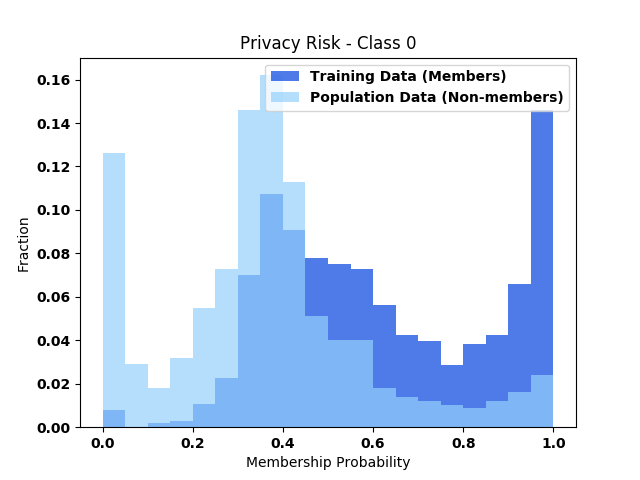 Privacy Risk - Class 0
Training Data (Members)
Population Data (Non-members)
Fraction
0.16
0.14
0.12
0.10
0.08
0.06
0.04
0.02
0.00
0.0 0.2 0.4 0.6 0.8 1.0
Membership Probability